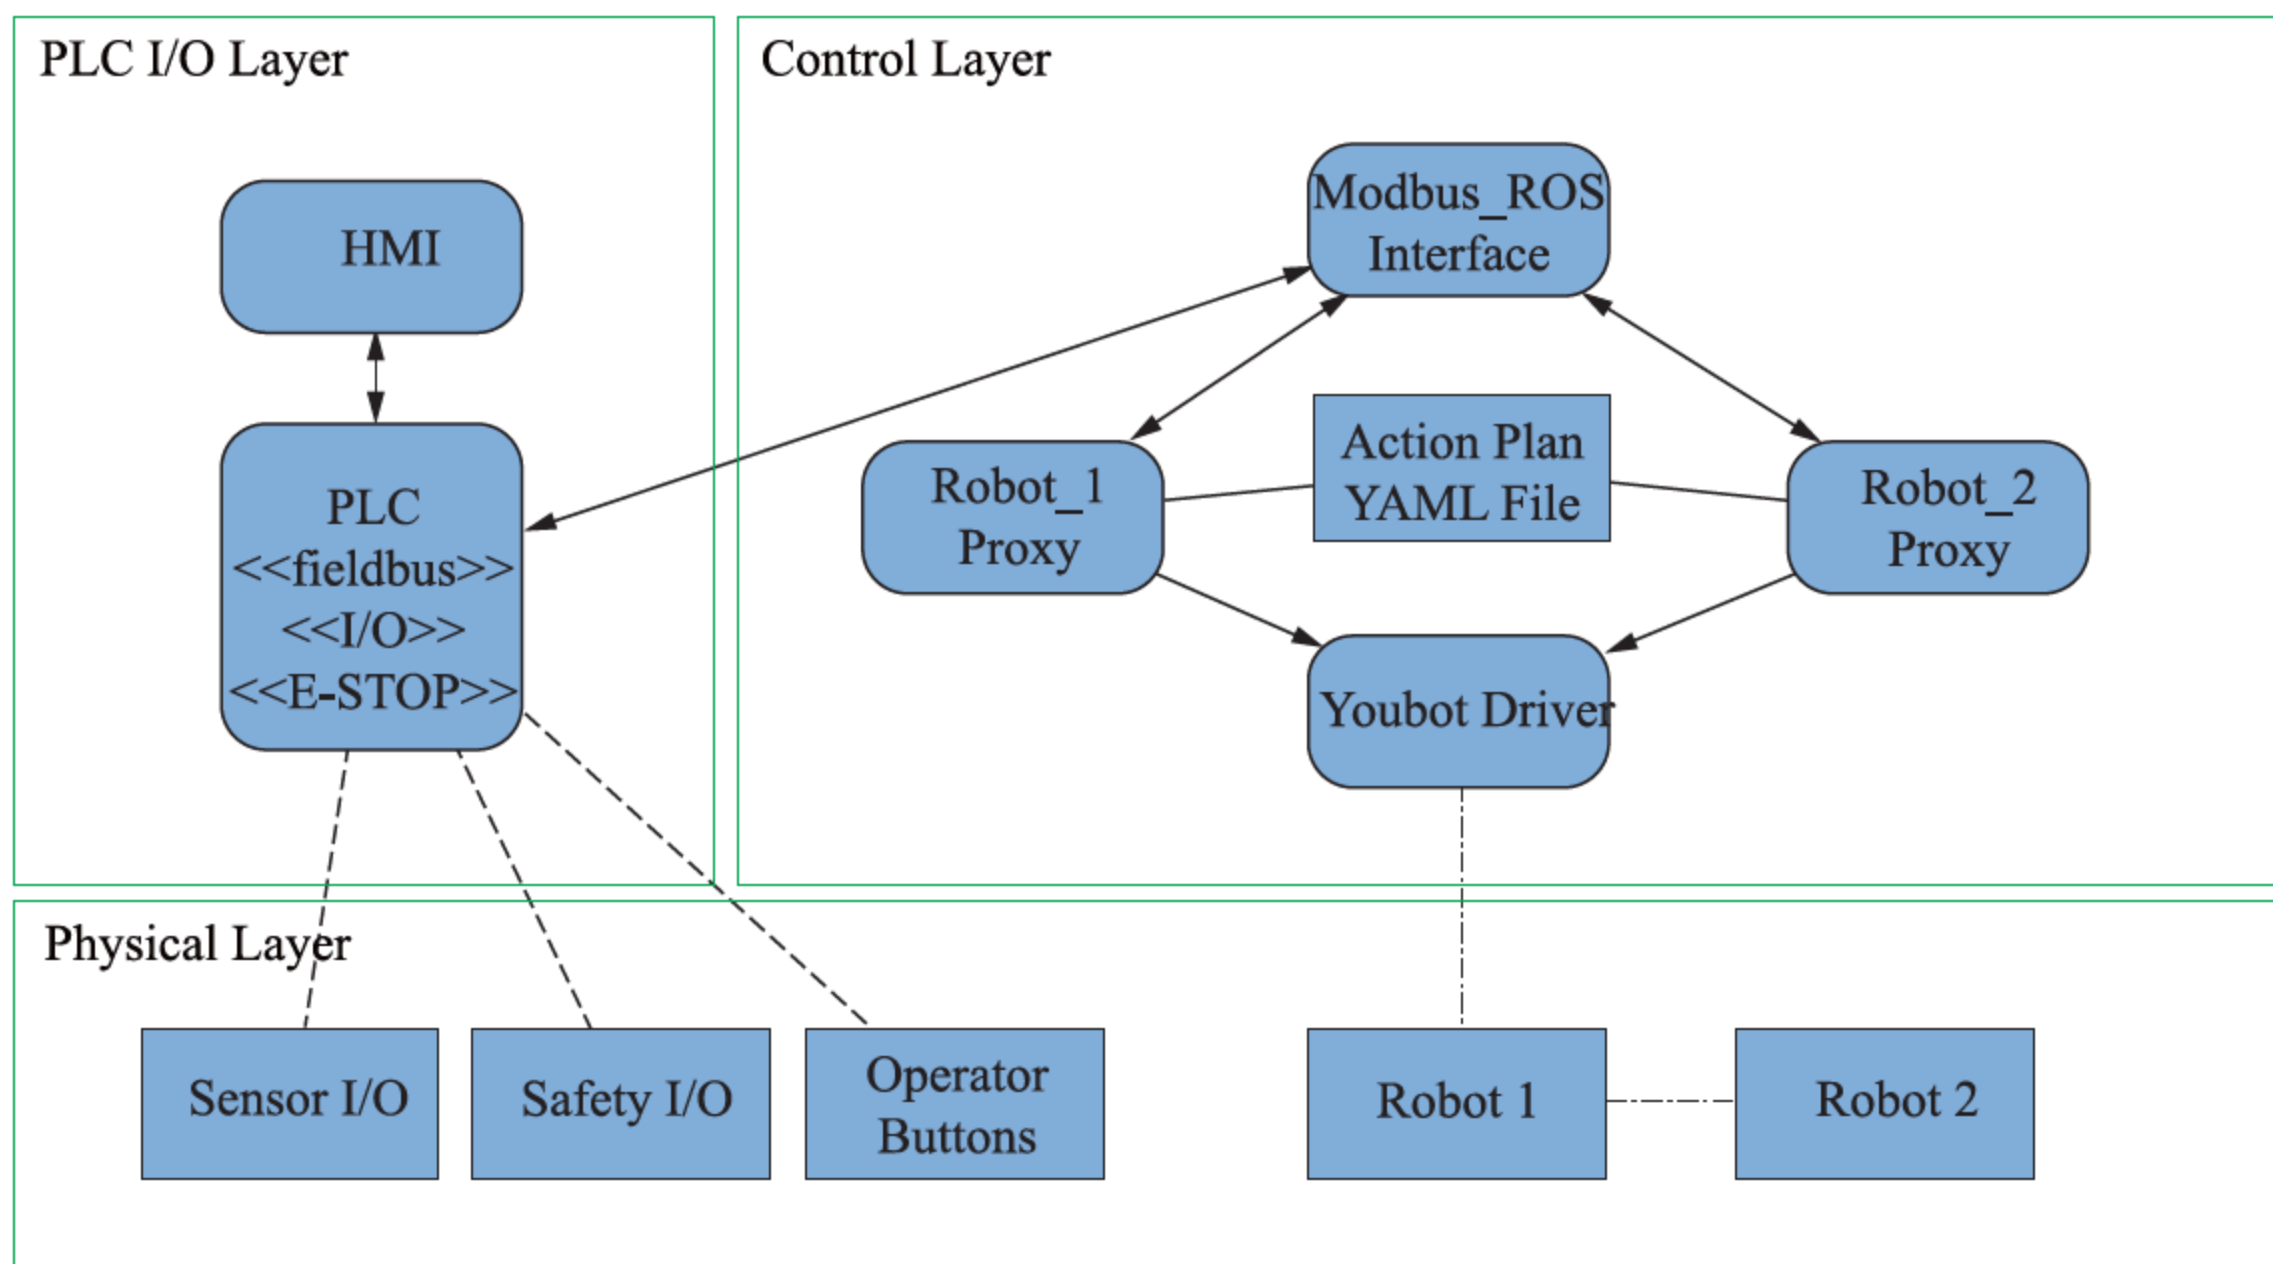 PLC I/O Layer
HMI
PLC
<<fieldbus>>
<<I/O>>
<<E-STOP>>
Control Layer
Modbus_ROS
Interface
Robot_1
Proxy
Action Plan
YAML File
Robot_2
Proxy
Youbot Driver
Physical Layer
Sensor I/O
Safety I/O
Operator
Buttons
Robot 1
Robot 2